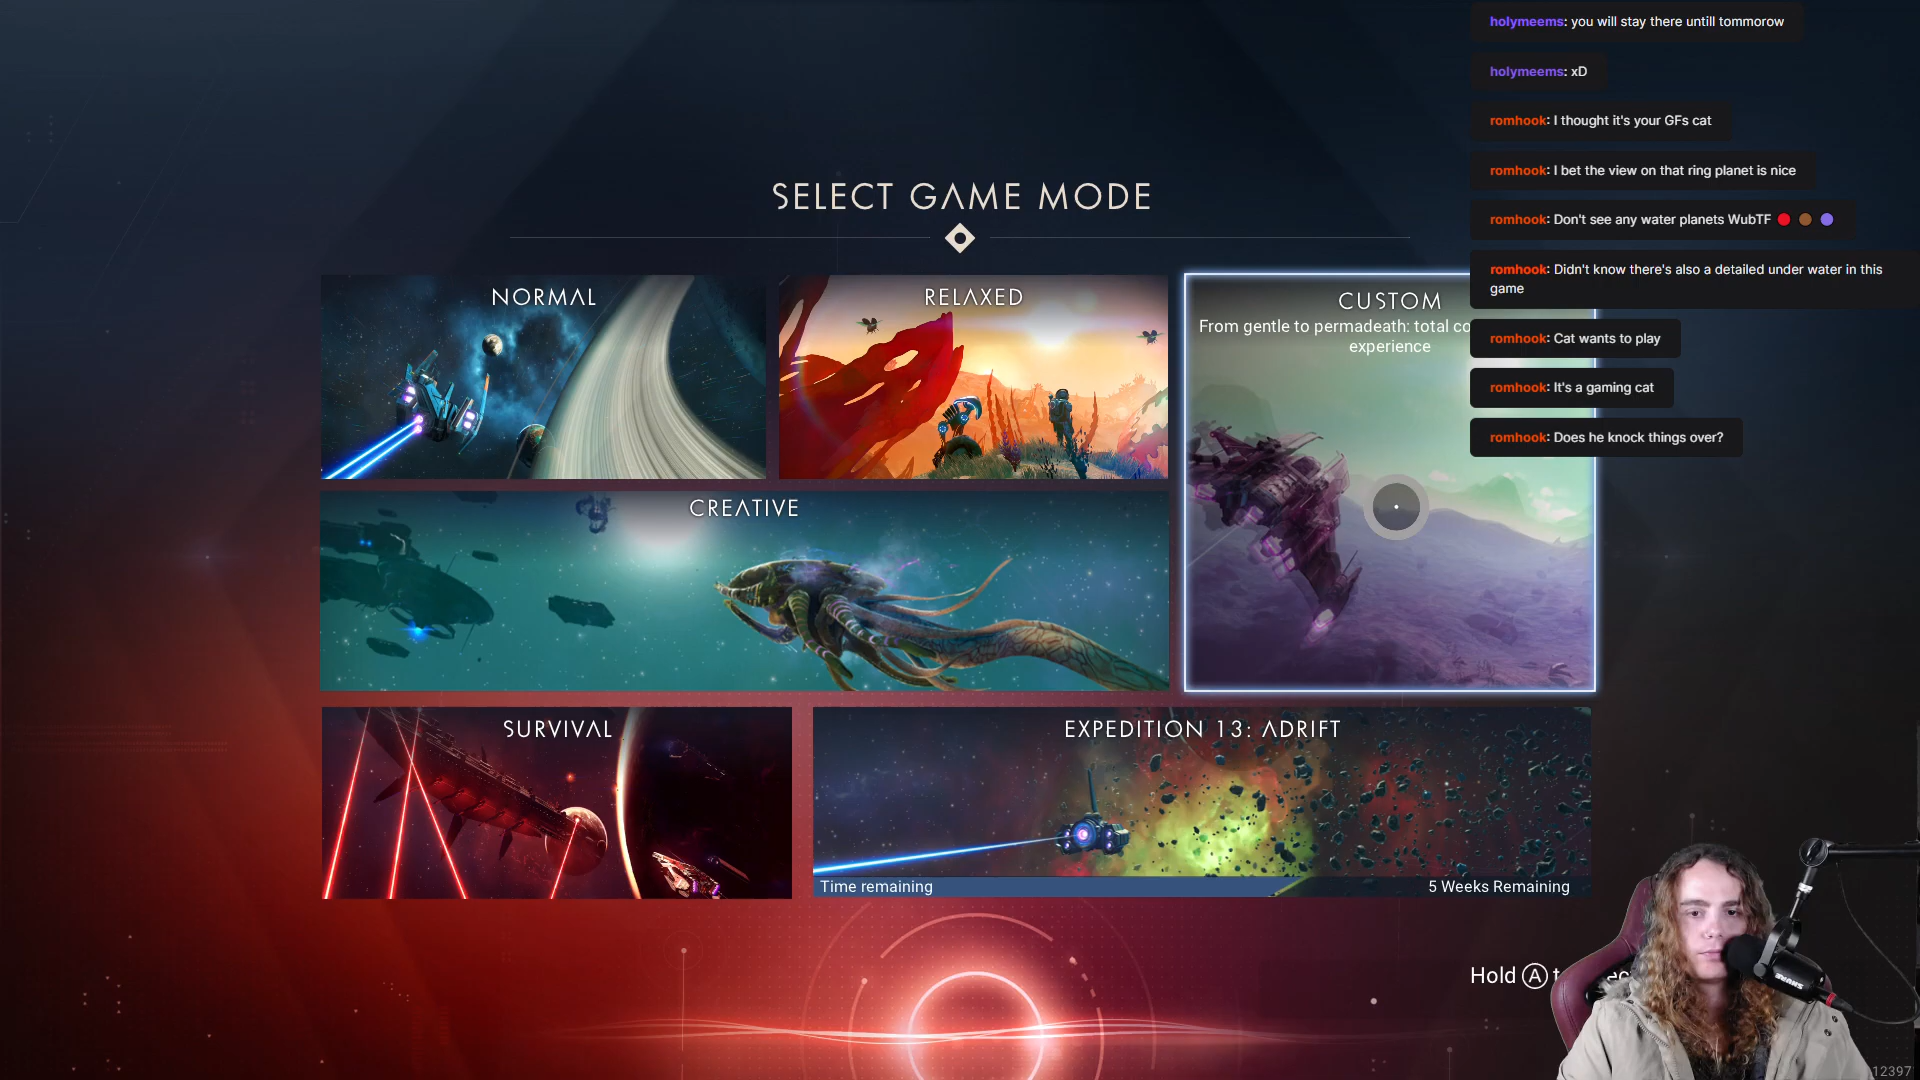 holymeems: you will stay there untill tommorow
holymeems: xD
romhook: I thought it's your GFs cat
romhook: I bet the view on that ring planet is nice
romhook: Don't see any water planets WubTF
romhook: Didn't know there's also a detailed under water in this
game
romhook: Cat wants to play
romhook: It's a gaming cat
romhook: Does he knock things over?
SELECT GAME MODE
NORMAL
RELAXED
CUSTOM
From gentle to permadeath: total co
experience
CREATIVE
SURVIVAL
EXPEDITION 13: ADRIFT
Time remaining
5 Weeks Remaining
Hold A t
SHURE
12397